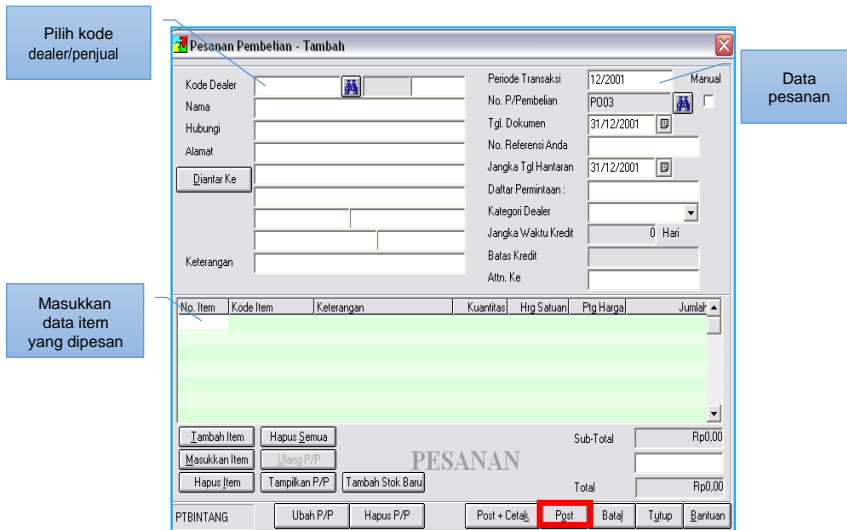 Pilih kode
dealer/penjual
Pesanan Pembelian - Tambah
Kode Dealer
Nama
Hubungi
Alamat
Diantar Ke
Keterangan
Periode Transaksi 12/2001 Manual
No. P/Pembelian PO03
Tgl. Dokumen 31/12/2001
No. Referensi Anda
Jangka Tgl Hantaran 31/12/2001
Daftar Permintaan :
Kategori Dealer
Jangka Waktu Kredit 0 Hari
Batas Kredit
Attn. Ke
Data
pesanan
Masukkan
data item
yang dipesan
No. Item Kode Item Keterangan Kuantitas Hrg Satuan Ptg Harga Jumlah
Tambah Item Hapus Semua
Masukkan Item Ulang P/P
Hapus Item Tampilkan P/P Tambah Stok Baru
PESANAN
Sub-Total Rp0,00
Total Rp0,00
PTBINTANG Ubah P/P Hapus P/P Post + Cetak Post Batal Tutup Bantuan